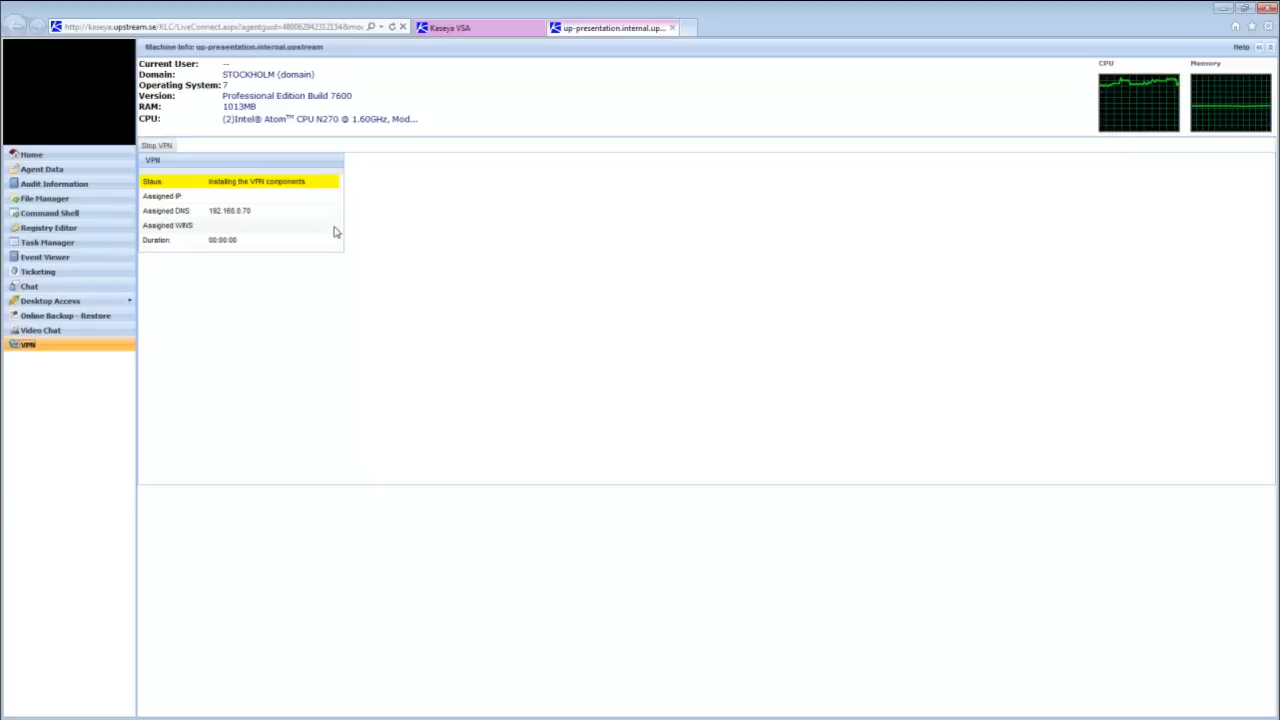 http://kaseya.upstream.se/KLC/LiveConnect.aspx?agentguid=480062942312154&mov
Kaseya VSA
up-presentation.internal.up...
Machine Info: up-presentation.internal.upstream
Help
Current User: --
Domain: STOCKHOLM (domain)
Operating System: 7
Version: Professional Edition Build 7600
RAM: 1013MB
CPU: (2)Intel® Atom™ CPU N270 @ 1.60GHz, Mod...
CPU
Memory
Stop VPN
VPN
Staus: Installing the VPN components
Assigned IP:
Assigned DNS: 192.168.0.70
Assigned WINS:
Duration: 00:00:00
Home
Agent Data
Audit Information
File Manager
Command Shell
Registry Editor
Task Manager
Event Viewer
Ticketing
Chat
Desktop Access
Online Backup - Restore
Video Chat
VPN